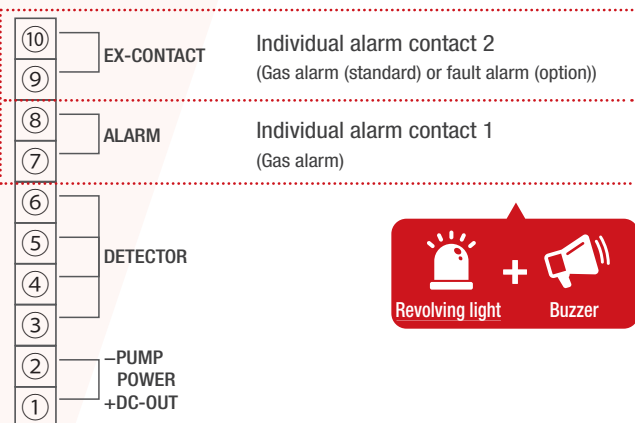 ⑩
EX-CONTACT
Individual alarm contact 2
⑨
(Gas alarm (standard) or fault alarm (option))
⑧
ALARM
Individual alarm contact 1
⑦
(Gas alarm)
⑥
⑤
DETECTOR
④
③
Revolving light + Buzzer
②
–PUMP
POWER
①
+DC-OUT